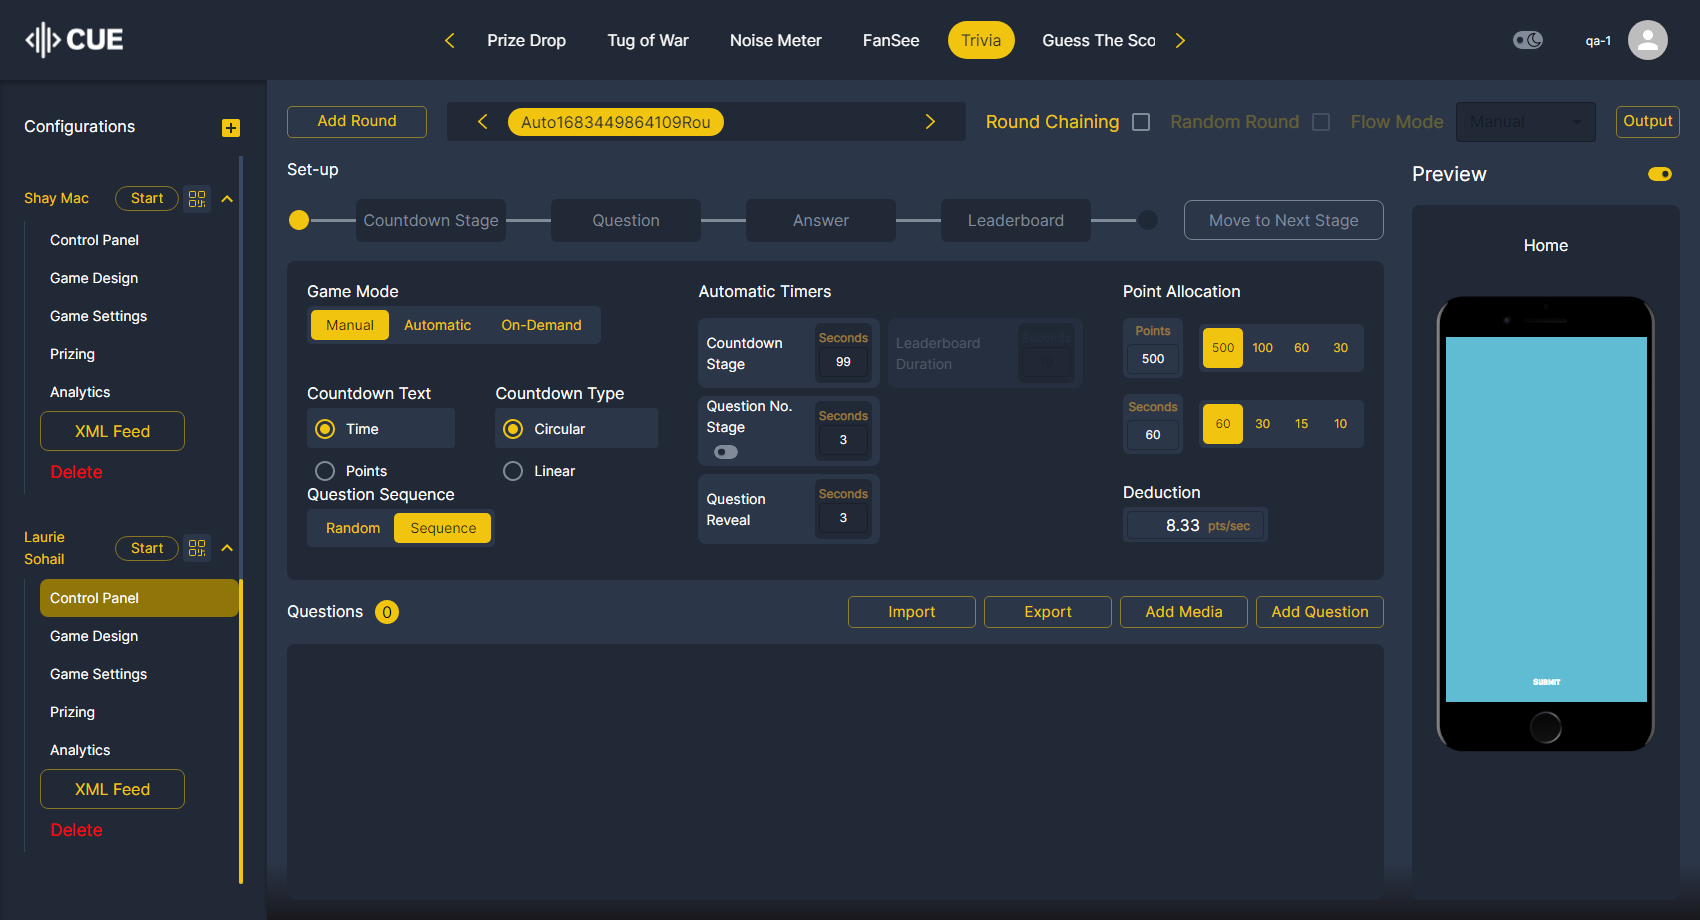 CUE
Prize Drop
Tug of War
Noise Meter
FanSee
Trivia
Guess The Sco
qa-1
Configurations
Shay Mac
Start
Control Panel
Game Design
Game Settings
Prizing
Analytics
XML Feed
Delete
Laurie
Sohail
Start
Control Panel
Game Design
Game Settings
Prizing
Analytics
XML Feed
Delete
Add Round
Auto1683449864109Rou
Round Chaining
Random Round
Flow Mode
Manual
Output
Set-up
Countdown Stage
Question
Answer
Leaderboard
Move to Next Stage
Game Mode
Manual
Automatic
On-Demand
Countdown Text
Time
Points
Countdown Type
Circular
Linear
Question Sequence
Random
Sequence
Automatic Timers
Countdown
Stage
Seconds
99
Leaderboard
Duration
Seconds
Question No.
Stage
Seconds
3
Question
Reveal
Seconds
3
Point Allocation
Points
500
500
100
60
30
Seconds
60
60
30
15
10
Deduction
8.33 pts/sec
Questions 0
Import
Export
Add Media
Add Question
Preview
Home
SUBMIT